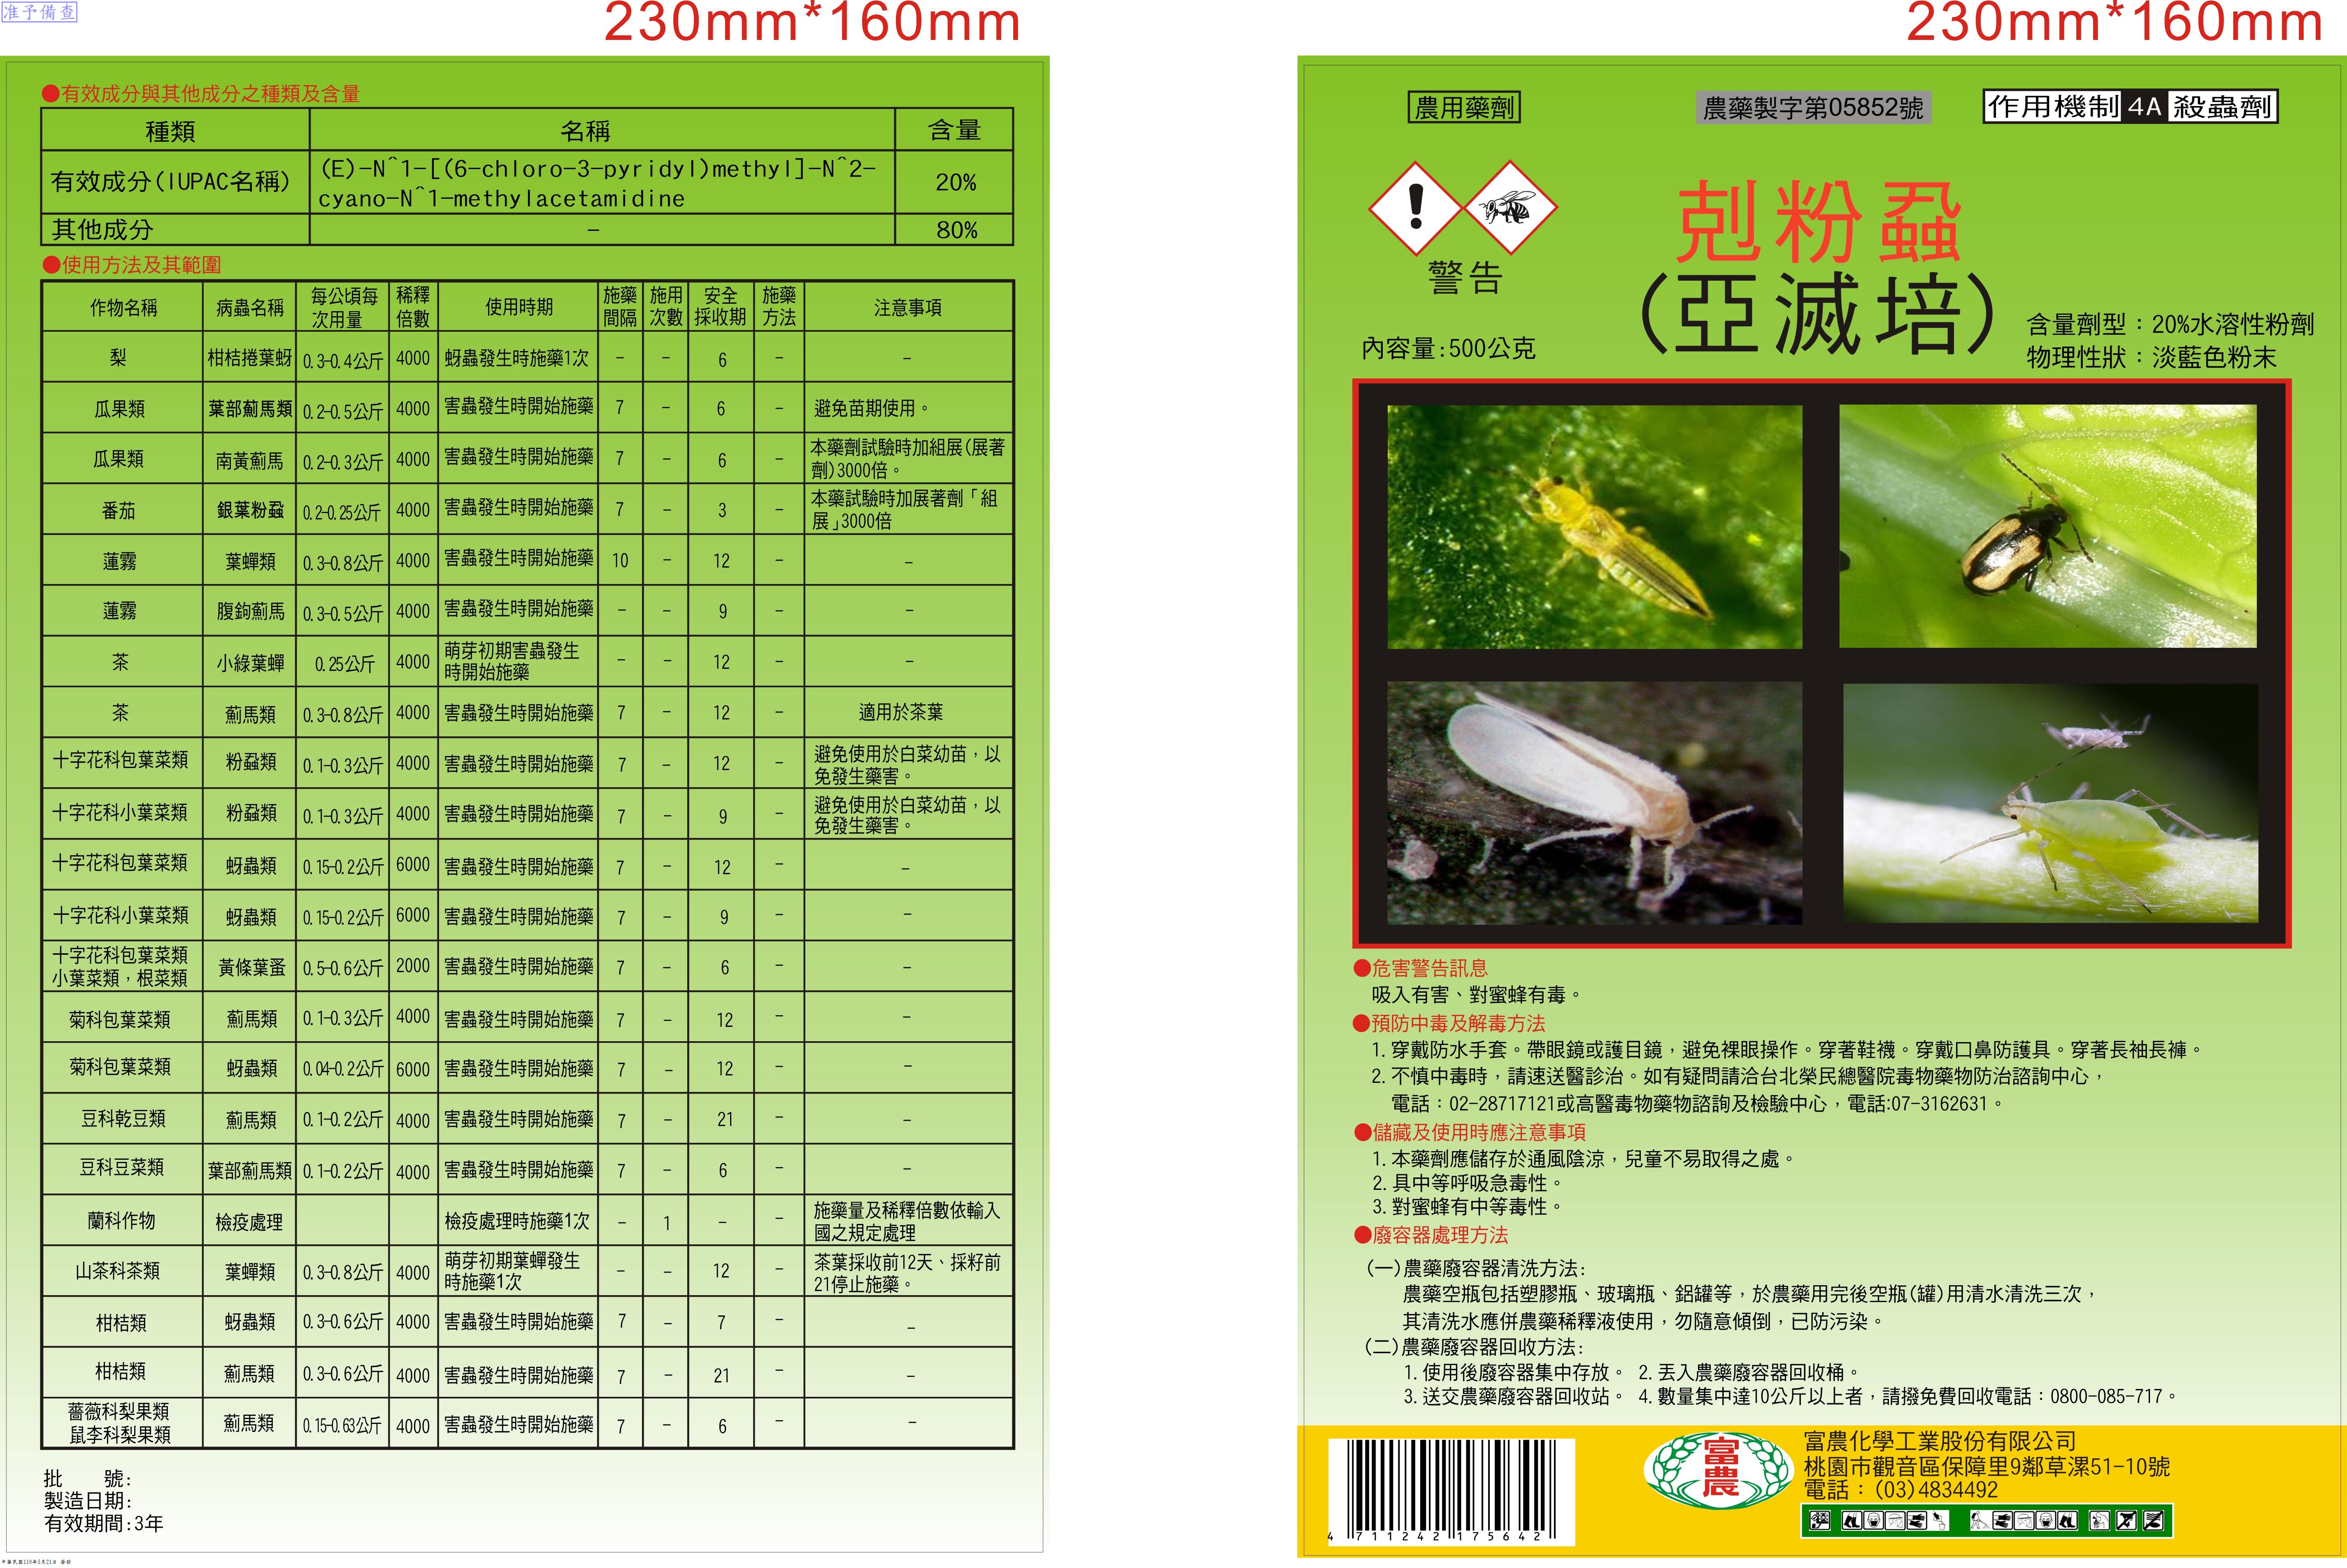 准予備查
230mm*160mm
●有效成分與其他成分之種類及含量
種類 名稱 含量
有效成分(IUPAC名稱) (E)-N^1-[(6-chloro-3-pyridyl)methyl]-N^2-
cyano-N^1-methylacetamidine 20%
其他成分 - 80%
●使用方法及其範圍
作物名稱 病蟲名稱 每公頃每次用量 稀釋倍數 使用時期 施藥間隔 施用次數 安全採收期 施藥方法 注意事項
梨 柑桔捲葉蚜 0.3-0.4公斤 4000 蚜蟲發生時施藥1次 - - 6 - -
瓜果類 葉部薊馬類 0.2-0.5公斤 4000 害蟲發生時開始施藥 7 - 6 - 避免苗期使用。
瓜果類 南黃薊馬 0.2-0.3公斤 4000 害蟲發生時開始施藥 7 - 6 - 本藥劑試驗時加組展(展著劑)3000倍。
番茄 銀葉粉蝨 0.2-0.25公斤 4000 害蟲發生時開始施藥 7 - 3 - 本藥試驗時加展著劑「組展」3000倍
蓮霧 葉蟬類 0.3-0.8公斤 4000 害蟲發生時開始施藥 10 - 12 - -
蓮霧 腹鉤薊馬 0.3-0.5公斤 4000 害蟲發生時開始施藥 - - 9 - -
茶 小綠葉蟬 0.25公斤 4000 萌芽初期害蟲發生時開始施藥 - - 12 - -
茶 薊馬類 0.3-0.8公斤 4000 害蟲發生時開始施藥 7 - 12 - 適用於茶葉
十字花科包葉菜類 粉蝨類 0.1-0.3公斤 4000 害蟲發生時開始施藥 7 - 12 - 避免使用於白菜幼苗，以免發生藥害。
十字花科小葉菜類 粉蝨類 0.1-0.3公斤 4000 害蟲發生時開始施藥 7 - 9 - 避免使用於白菜幼苗，以免發生藥害。
十字花科包葉菜類 蚜蟲類 0.15-0.2公斤 6000 害蟲發生時開始施藥 7 - 12 - -
十字花科小葉菜類 蚜蟲類 0.15-0.2公斤 6000 害蟲發生時開始施藥 7 - 9 - -
十字花科包葉菜類小葉菜類，根菜類 黃條葉蚤 0.5-0.6公斤 2000 害蟲發生時開始施藥 7 - 6 - -
菊科包葉菜類 薊馬類 0.1-0.3公斤 4000 害蟲發生時開始施藥 7 - 12 - -
菊科包葉菜類 蚜蟲類 0.04-0.2公斤 6000 害蟲發生時開始施藥 7 - 12 - -
豆科乾豆類 薊馬類 0.1-0.2公斤 4000 害蟲發生時開始施藥 7 - 21 - -
豆科豆菜類 葉部薊馬類 0.1-0.2公斤 4000 害蟲發生時開始施藥 7 - 6 - -
蘭科作物 檢疫處理 檢疫處理時施藥1次 - 1 - - 施藥量及稀釋倍數依輸入國之規定處理
山茶科茶類 葉蟬類 0.3-0.8公斤 4000 萌芽初期葉蟬發生時施藥1次 - - 12 - 茶葉採收前12天、採籽前21停止施藥。
柑桔類 蚜蟲類 0.3-0.6公斤 4000 害蟲發生時開始施藥 7 - 7 - -
柑桔類 薊馬類 0.3-0.6公斤 4000 害蟲發生時開始施藥 7 - 21 - -
薔薇科梨果類鼠李科梨果類 薊馬類 0.15-0.63公斤 4000 害蟲發生時開始施藥 7 - 6 - -
批 號:
製造日期:
有效期間:3年
中華民國110年5月21日 簽發
230mm*160mm
農用藥劑 農藥製字第05852號 作用機制 4A 殺蟲劑
警告
剋粉蝨
(亞滅培)
內容量:500公克
含量劑型：20%水溶性粉劑
物理性狀：淡藍色粉末
●危害警告訊息
吸入有害、對蜜蜂有毒。
●預防中毒及解毒方法
1.穿戴防水手套。帶眼鏡或護目鏡，避免裸眼操作。穿著鞋襪。穿戴口鼻防護具。穿著長袖長褲。
2.不慎中毒時，請速送醫診治。如有疑問請洽台北榮民總醫院毒物藥物防治諮詢中心，
電話：02-28717121或高醫毒物藥物諮詢及檢驗中心，電話:07-3162631。
●儲藏及使用時應注意事項
1.本藥劑應儲存於通風陰涼，兒童不易取得之處。
2.具中等呼吸急毒性。
3.對蜜蜂有中等毒性。
●廢容器處理方法
(一)農藥廢容器清洗方法:
農藥空瓶包括塑膠瓶、玻璃瓶、鋁罐等，於農藥用完後空瓶(罐)用清水清洗三次，
其清洗水應併農藥稀釋液使用，勿隨意傾倒，已防污染。
(二)農藥廢容器回收方法:
1.使用後廢容器集中存放。 2.丟入農藥廢容器回收桶。
3.送交農藥廢容器回收站。 4.數量集中達10公斤以上者，請撥免費回收電話：0800-085-717。
4 711242 175642
富農
富農化學工業股份有限公司
桃園市觀音區保障里9鄰草漯51-10號
電話：(03)4834492